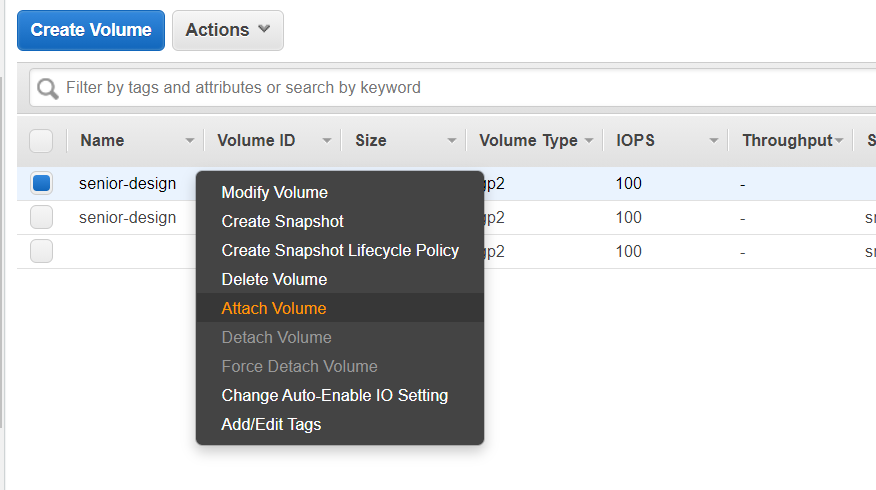 Create Volume Actions
Filter by tags and attributes or search by keyword
Name Volume ID Size Volume Type IOPS Throughput S
senior-design gp2 100 -
senior-design gp2 100 -
gp2 100 -
Modify Volume
Create Snapshot
Create Snapshot Lifecycle Policy
Delete Volume
Attach Volume
Detach Volume
Force Detach Volume
Change Auto-Enable IO Setting
Add/Edit Tags